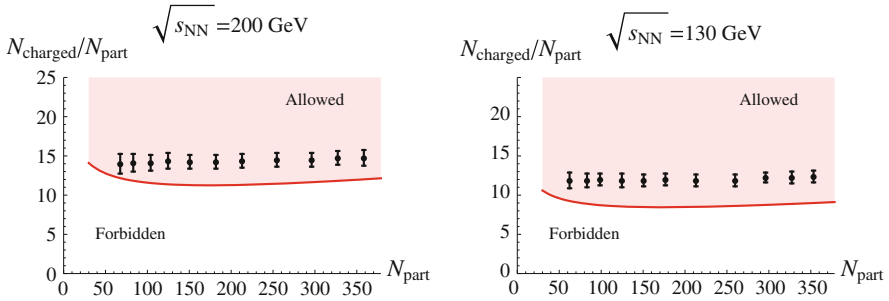 √s_NN =200 GeV
N_charged/N_part
25
20
15
10
5
0
Allowed
Forbidden
0 50 100 150 200 250 300 350
N_part
√s_NN =130 GeV
N_charged/N_part
20
15
10
5
0
Allowed
Forbidden
0 50 100 150 200 250 300 350
N_part